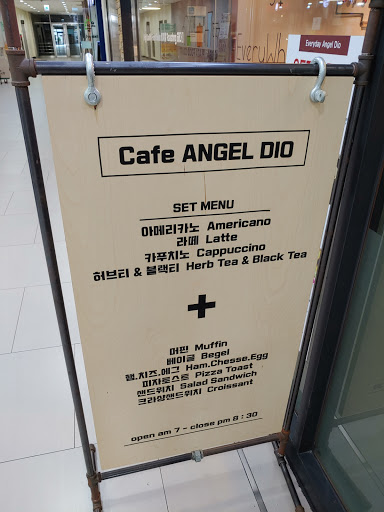 Everyday Angel Dio
Cafe ANGEL DIO
SET MENU
아메리카노 Americano
라떼 Latte
카푸치노 Cappuccino
허브티 & 블랙티 Herb Tea & Black Tea
+
머핀 Muffin
베이글 Begel
햄.치즈.에그 Ham.Chesse.Egg
피자토스트 Pizza Toast
샌드위치 Salad Sandwich
크라상샌드위치 Croissant
open am 7 - close pm 8 : 30